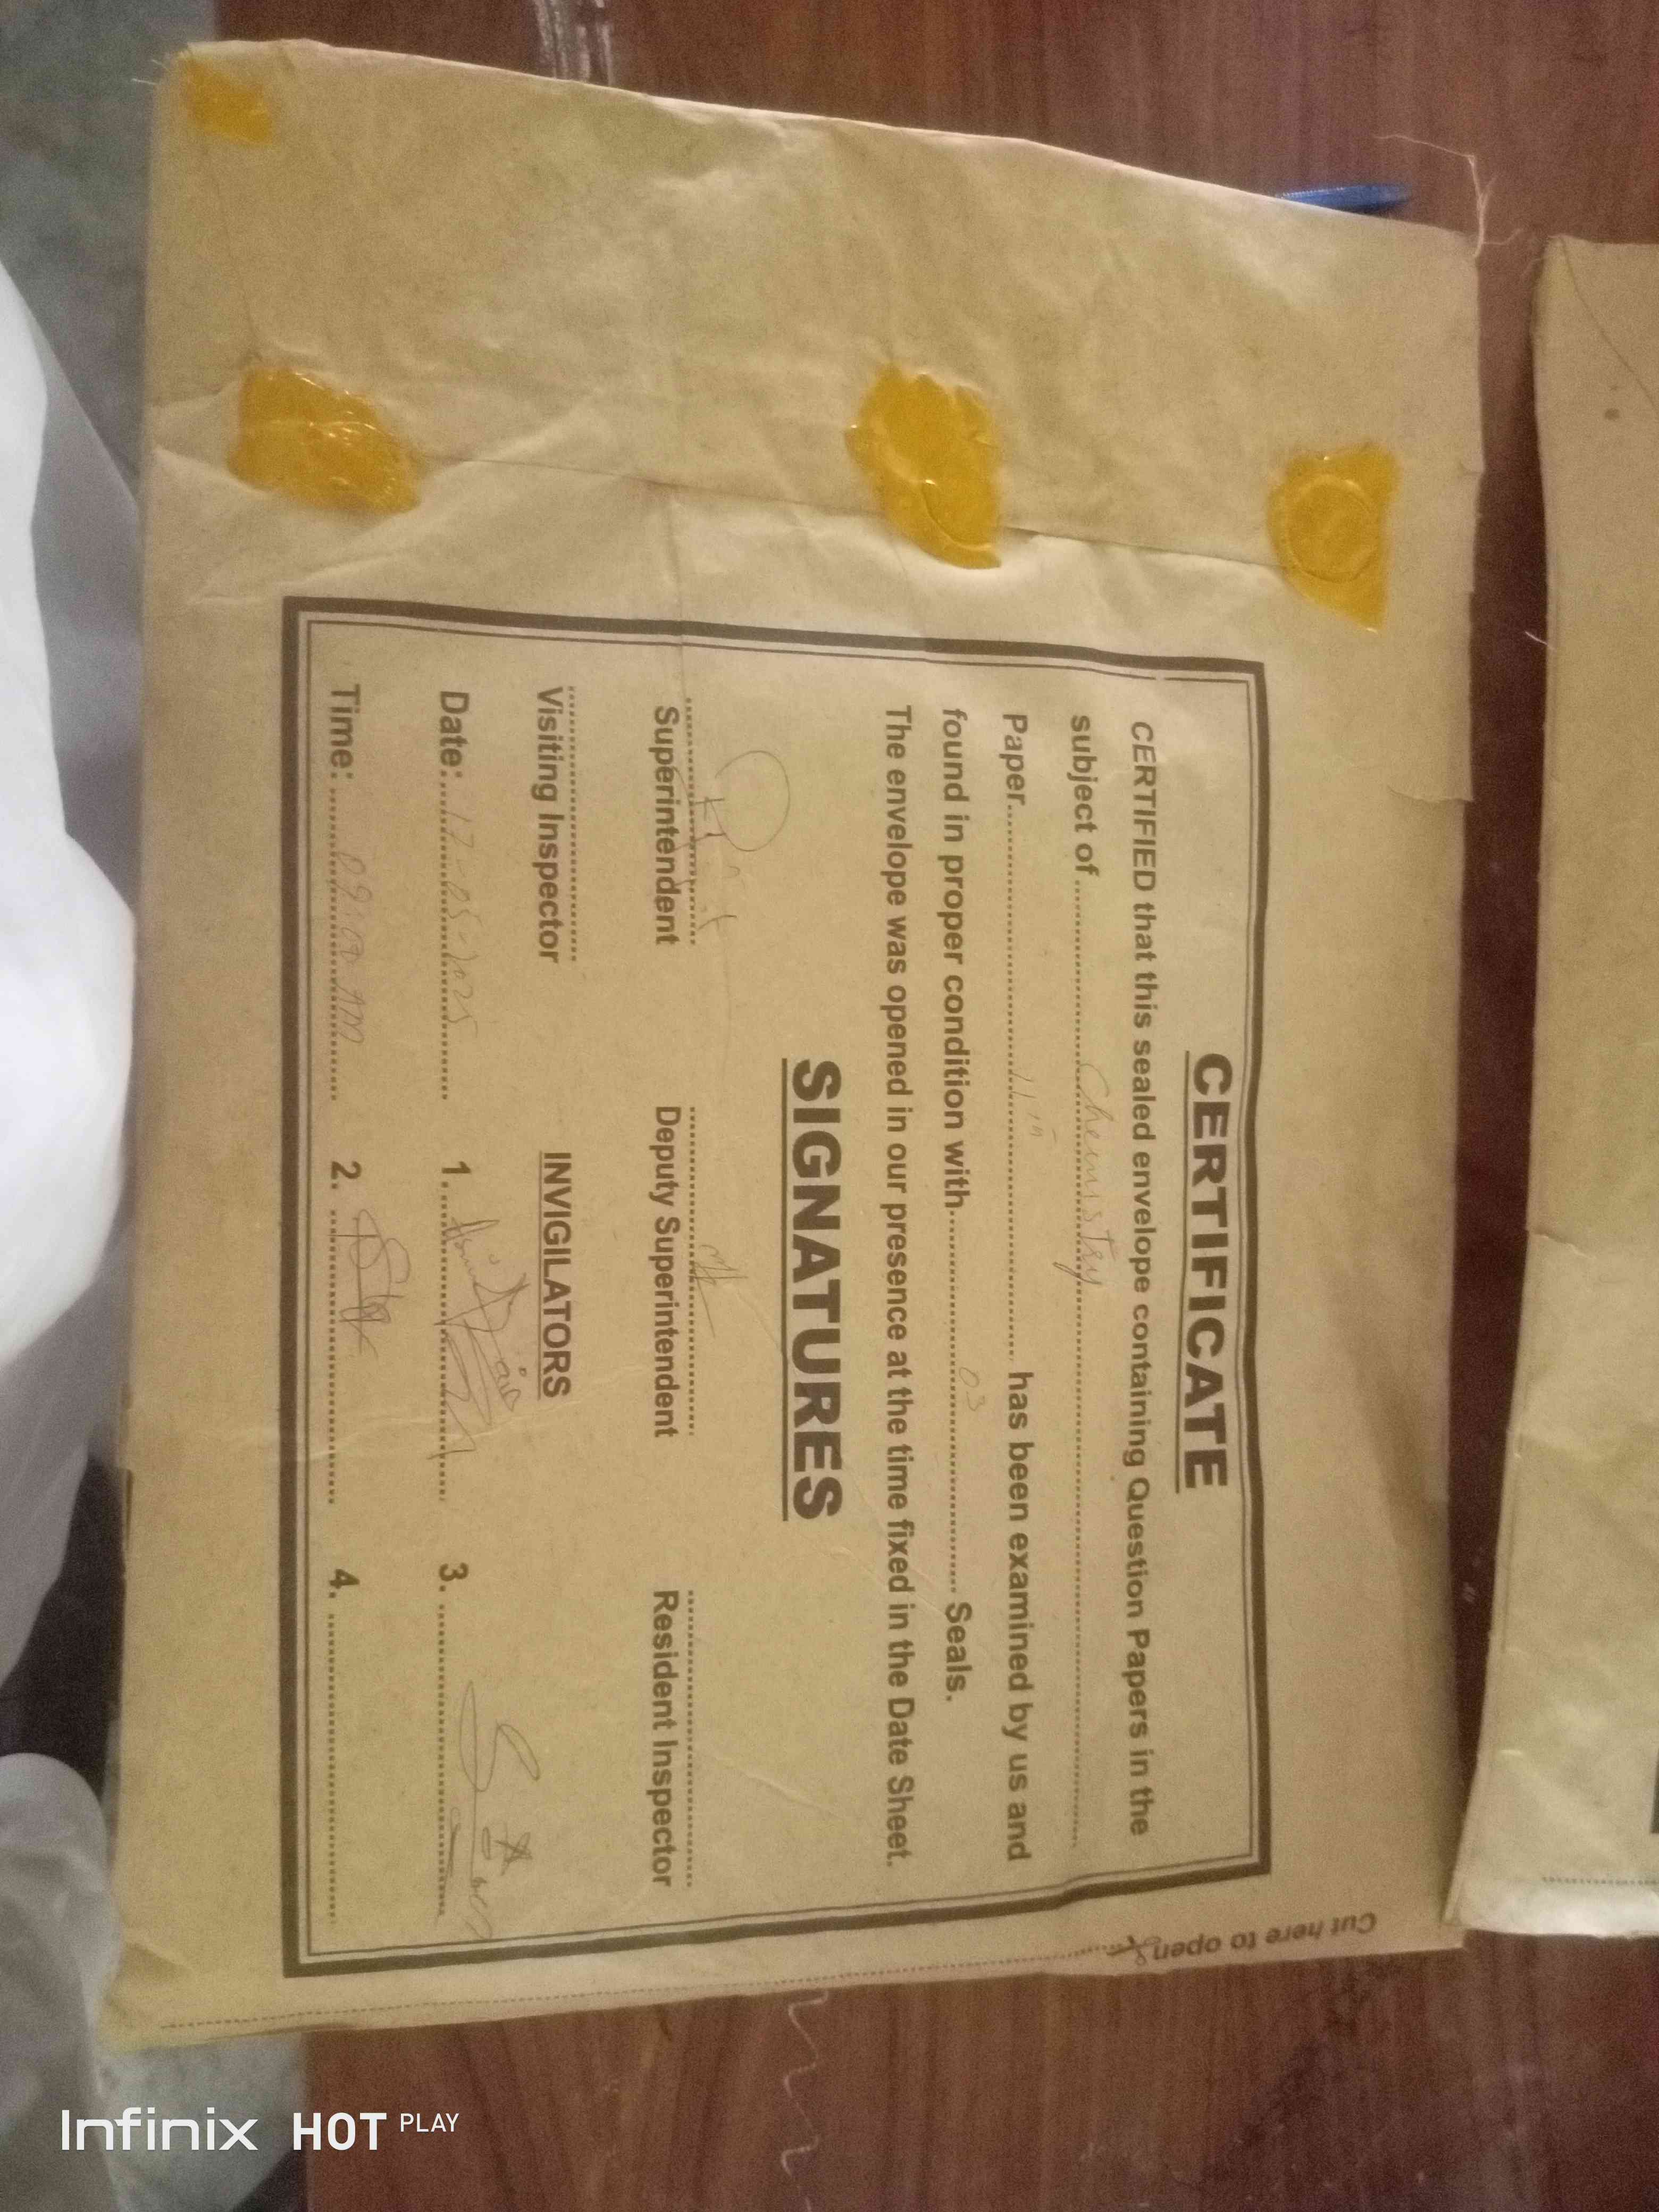 CERTIFICATE
CERTIFIED that this sealed envelope containing Question Papers in the
subject of Chemistry
Paper 11th has been examined by us and
found in proper condition with 03 Seals.
The envelope was opened in our presence at the time fixed in the Date Sheet.
SIGNATURES
Superintendent Deputy Superintendent Resident Inspector
Visiting Inspector INVIGILATORS
Date: 17-05-2025 1. 3.
Time: 09:00 AM 2. 4.
Cut here to open
Infinix HOT PLAY